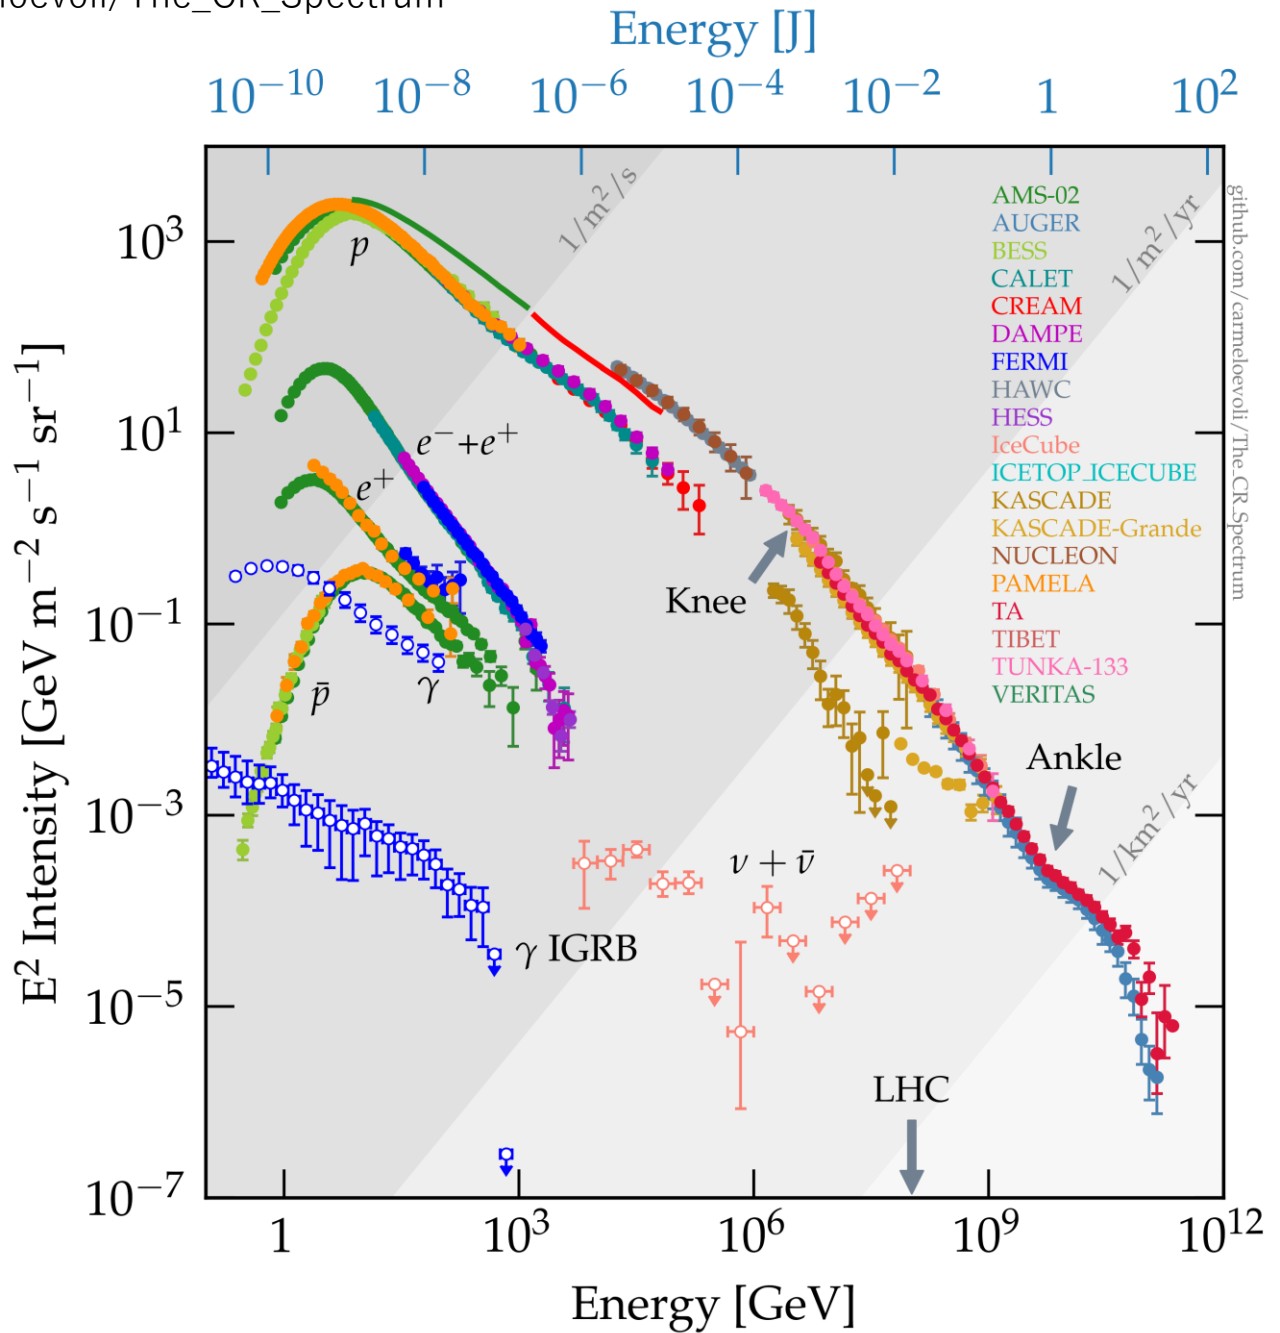 loevoli/The_CR_Spectrum
Energy [J]
10⁻¹⁰ 10⁻⁸ 10⁻⁶ 10⁻⁴ 10⁻² 1 10²
1/m²/s
1/m²/yr
1/km²/yr
E² Intensity [GeV m⁻² s⁻¹ sr⁻¹]
10³
10¹
10⁻¹
10⁻³
10⁻⁵
10⁻⁷
p
e⁻+e⁺
e⁺
p̄
γ
γ IGRB
ν + ν̄
Knee
Ankle
LHC
AMS-02
AUGER
BESS
CALET
CREAM
DAMPE
FERMI
HAWC
HESS
IceCube
ICETOP_ICECUBE
KASCADE
KASCADE-Grande
NUCLEON
PAMELA
TA
TIBET
TUNKA-133
VERITAS
github.com/carmeloevoli/The_CR_Spectrum
1 10³ 10⁶ 10⁹ 10¹²
Energy [GeV]